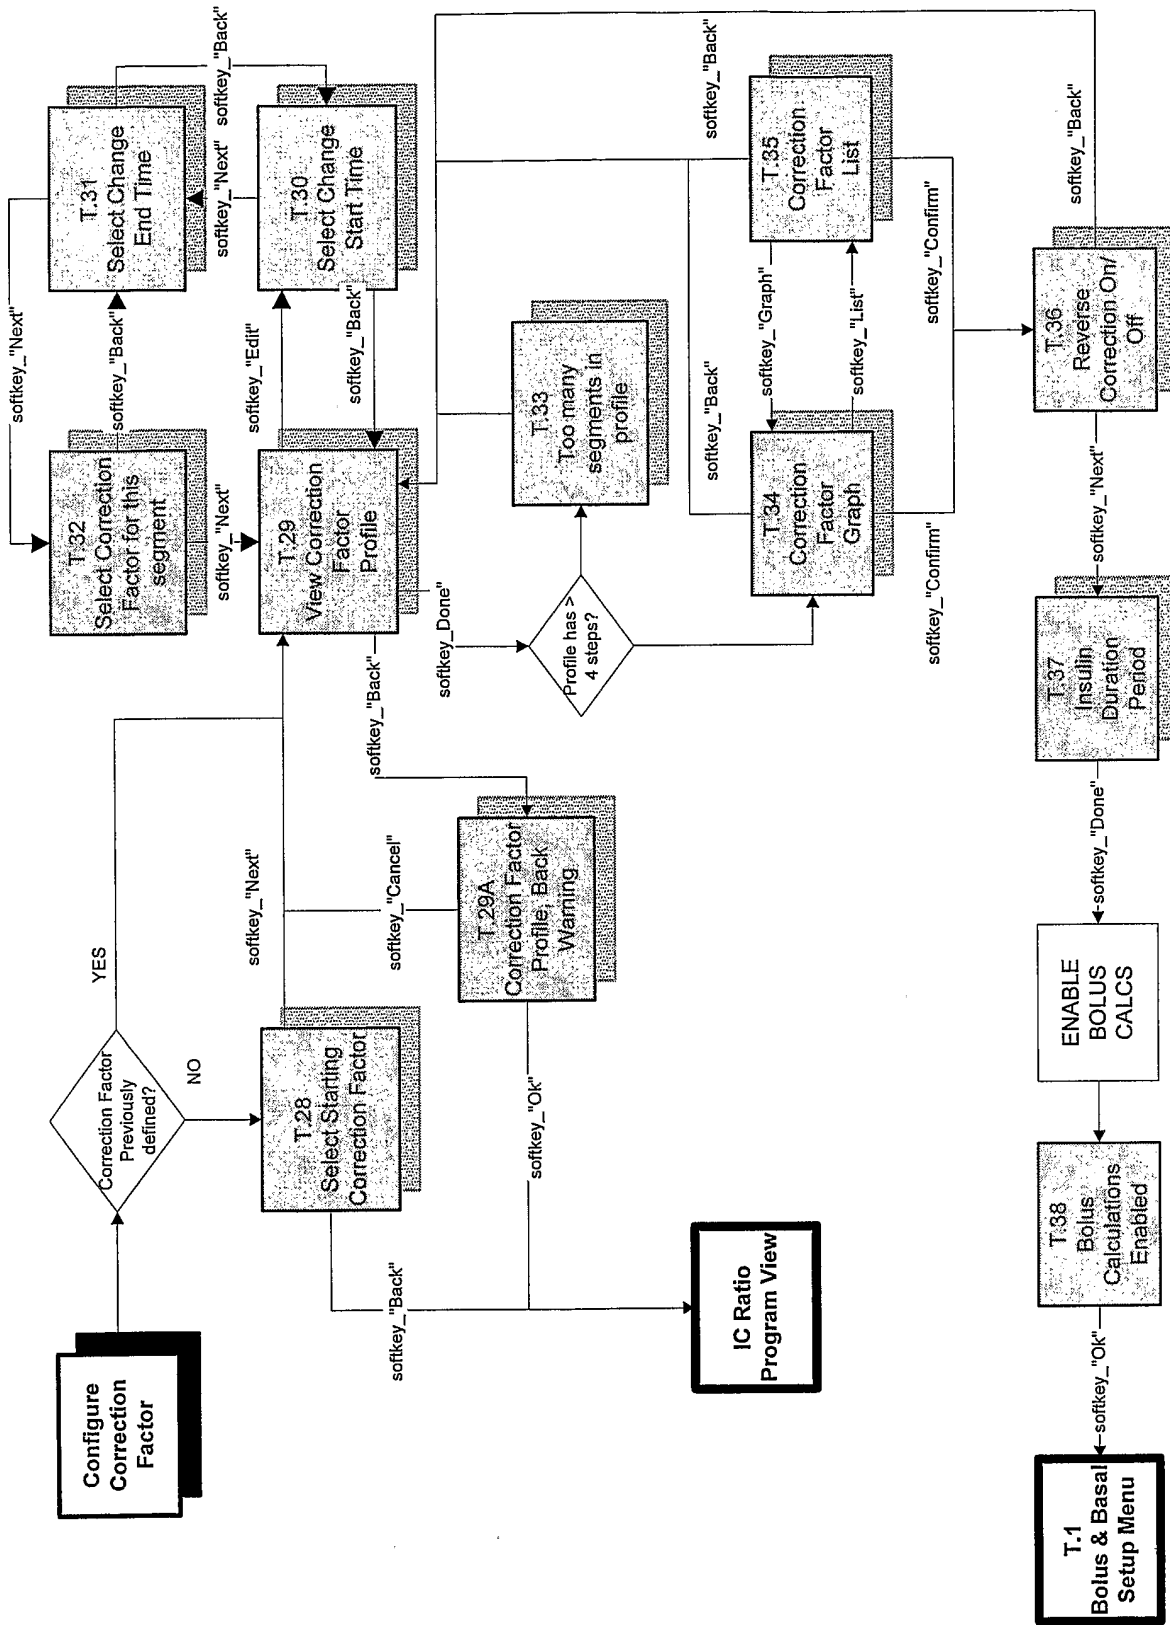 Configure
Correction
Factor
Correction Factor
Previously
defined?
YES
NO
T.28
Select Starting
Correction Factor
softkey_"Back"
softkey_"Next"
softkey_"Cancel"
softkey_"Ok"
T.29A
Correction Factor
Profile, Back
Warning
softkey_"Back"
IC Ratio
Program View
T.32
Select Correction
Factor for this
segment
softkey_"Next"
softkey_"Back"
softkey_"Next"
T.31
Select Change
End Time
softkey_"Back"
softkey_"Next"
T.30
Select Change
Start Time
softkey_"Edit"
softkey_"Back"
T.29
View Correction
Factor
Profile
softkey_Done"
Profile has >
4 steps?
T.33
Too many
segments in
profile
T.34
Correction
Factor
Graph
softkey_"Back"
softkey_"Graph"
softkey_"List"
T.35
Correction
Factor
List
softkey_"Back"
softkey_"Confirm"
softkey_"Confirm"
T.36
Reverse
Correction On/
Off
softkey_"Back"
softkey_"Next"
T.37
Insulin
Duration
Period
softkey_"Done"
ENABLE
BOLUS
CALCS
T.38
Bolus
Calculations
Enabled
softkey_"Ok"
T.1
Bolus & Basal
Setup Menu